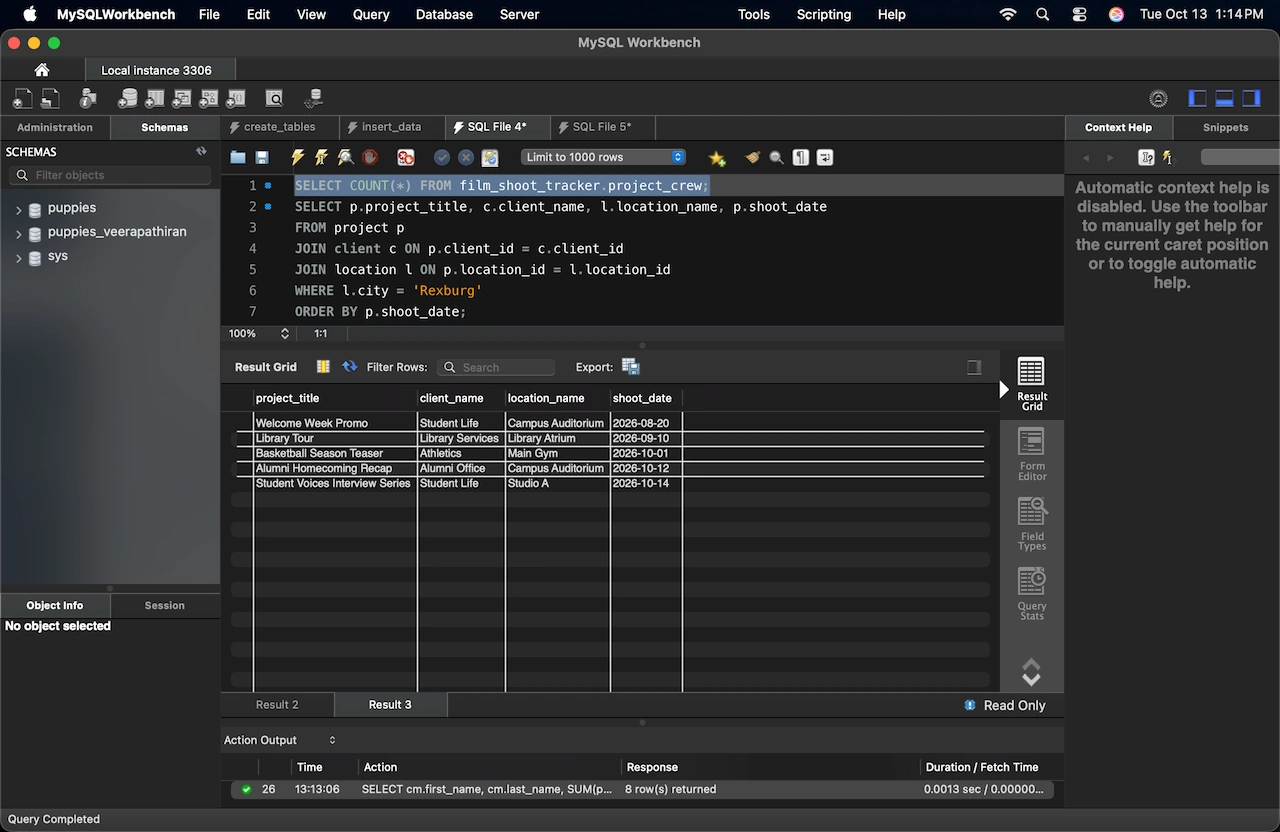 MySQLWorkbench File Edit View Query Database Server Tools Scripting Help Tue Oct 13 1:14 PM
MySQL Workbench
Local instance 3306
Administration Schemas create_tables insert_data SQL File 4* SQL File 5* Context Help Snippets
SCHEMAS
Limit to 1000 rows
Filter objects
puppies
puppies_veerapathiran
sys
1 SELECT COUNT(*) FROM film_shoot_tracker.project_crew;
2 SELECT p.project_title, c.client_name, l.location_name, p.shoot_date
3 FROM project p
4 JOIN client c ON p.client_id = c.client_id
5 JOIN location l ON p.location_id = l.location_id
6 WHERE l.city = 'Rexburg'
7 ORDER BY p.shoot_date;
100% 1:1
Automatic context help is
disabled. Use the toolbar
to manually get help for
the current caret position
or to toggle automatic
help.
Result Grid Filter Rows: Search Export:
project_title client_name location_name shoot_date
Welcome Week Promo Student Life Campus Auditorium 2026-08-20
Library Tour Library Services Library Atrium 2026-09-10
Basketball Season Teaser Athletics Main Gym 2026-10-01
Alumni Homecoming Recap Alumni Office Campus Auditorium 2026-10-12
Student Voices Interview Series Student Life Studio A 2026-10-14
Result
Grid
Form
Editor
Field
Types
Query
Stats
Object Info Session
No object selected
Result 2 Result 3 Read Only
Action Output
Time Action Response Duration / Fetch Time
26 13:13:06 SELECT cm.first_name, cm.last_name, SUM(p... 8 row(s) returned 0.0013 sec / 0.00000...
Query Completed